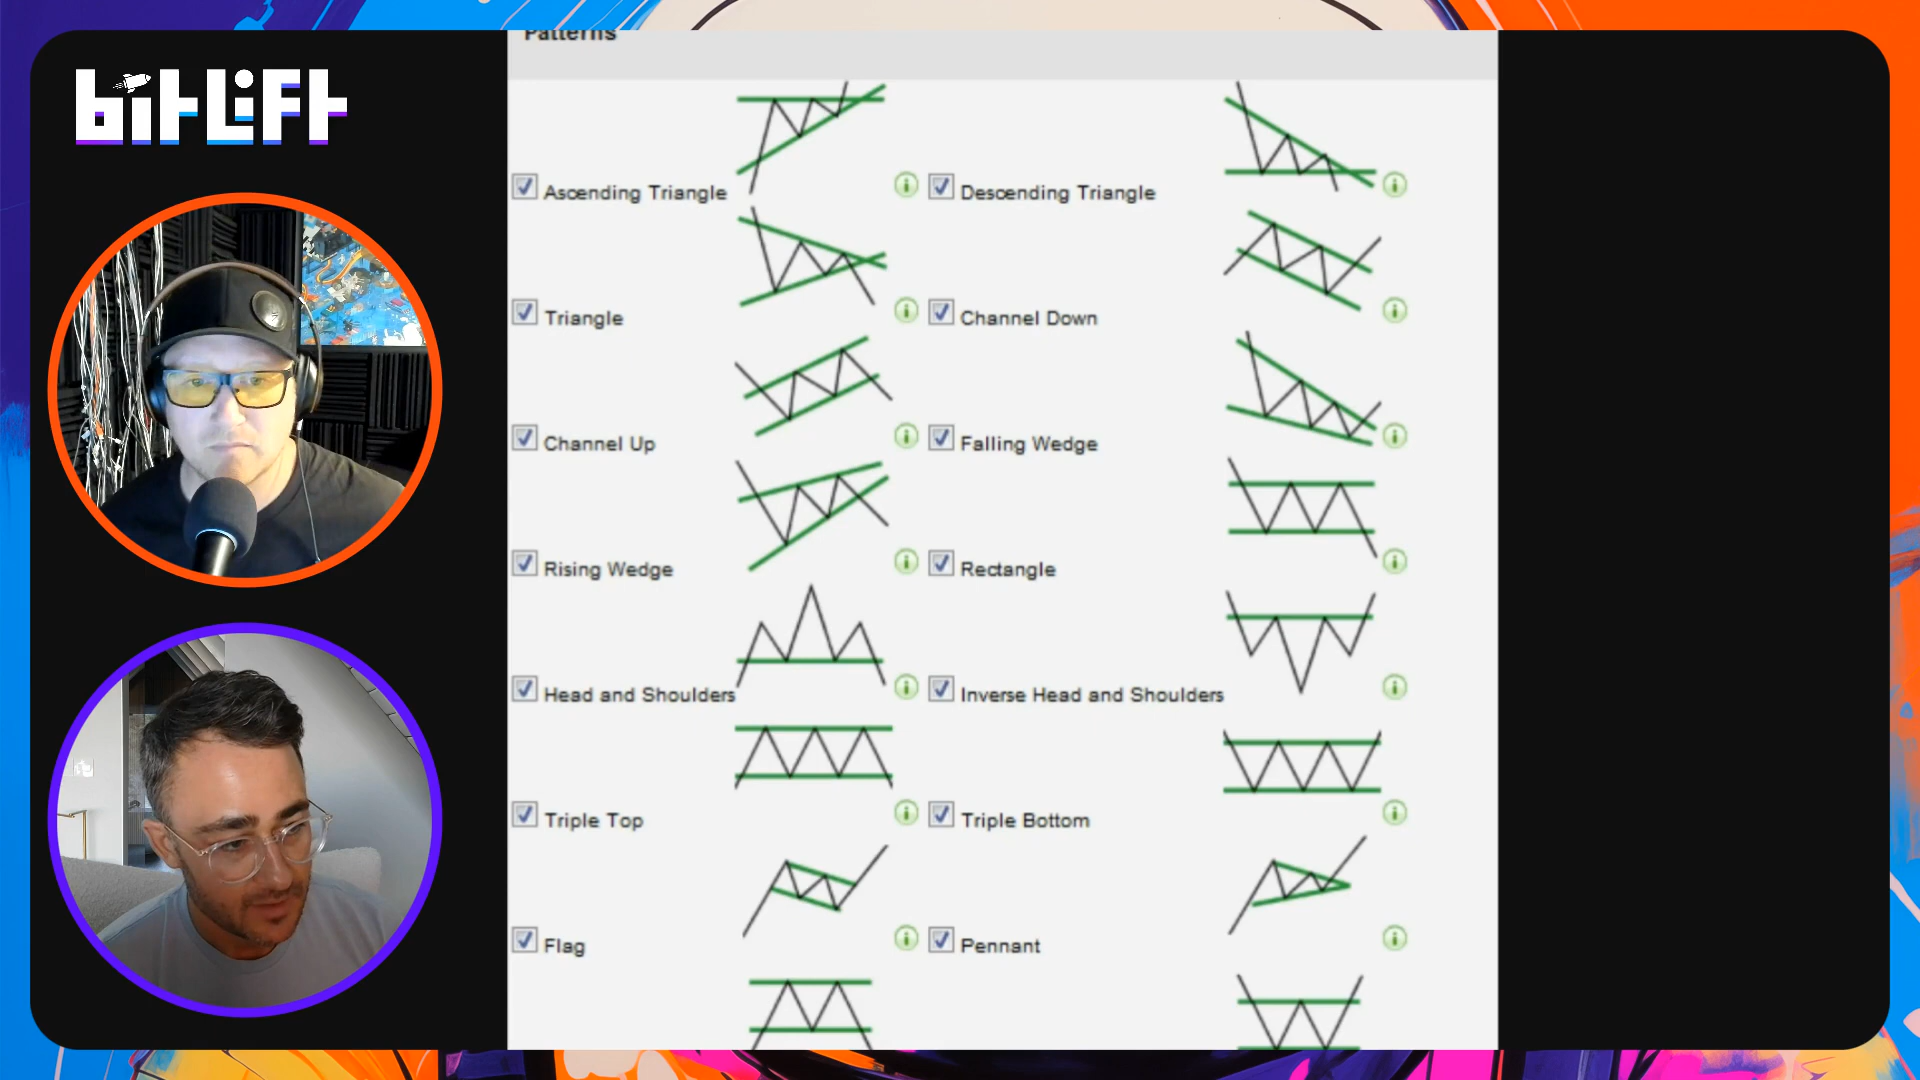 Patterns
bitLift
Ascending Triangle
Descending Triangle
Triangle
Channel Down
Channel Up
Falling Wedge
Rising Wedge
Rectangle
Head and Shoulders
Inverse Head and Shoulders
Triple Top
Triple Bottom
Flag
Pennant